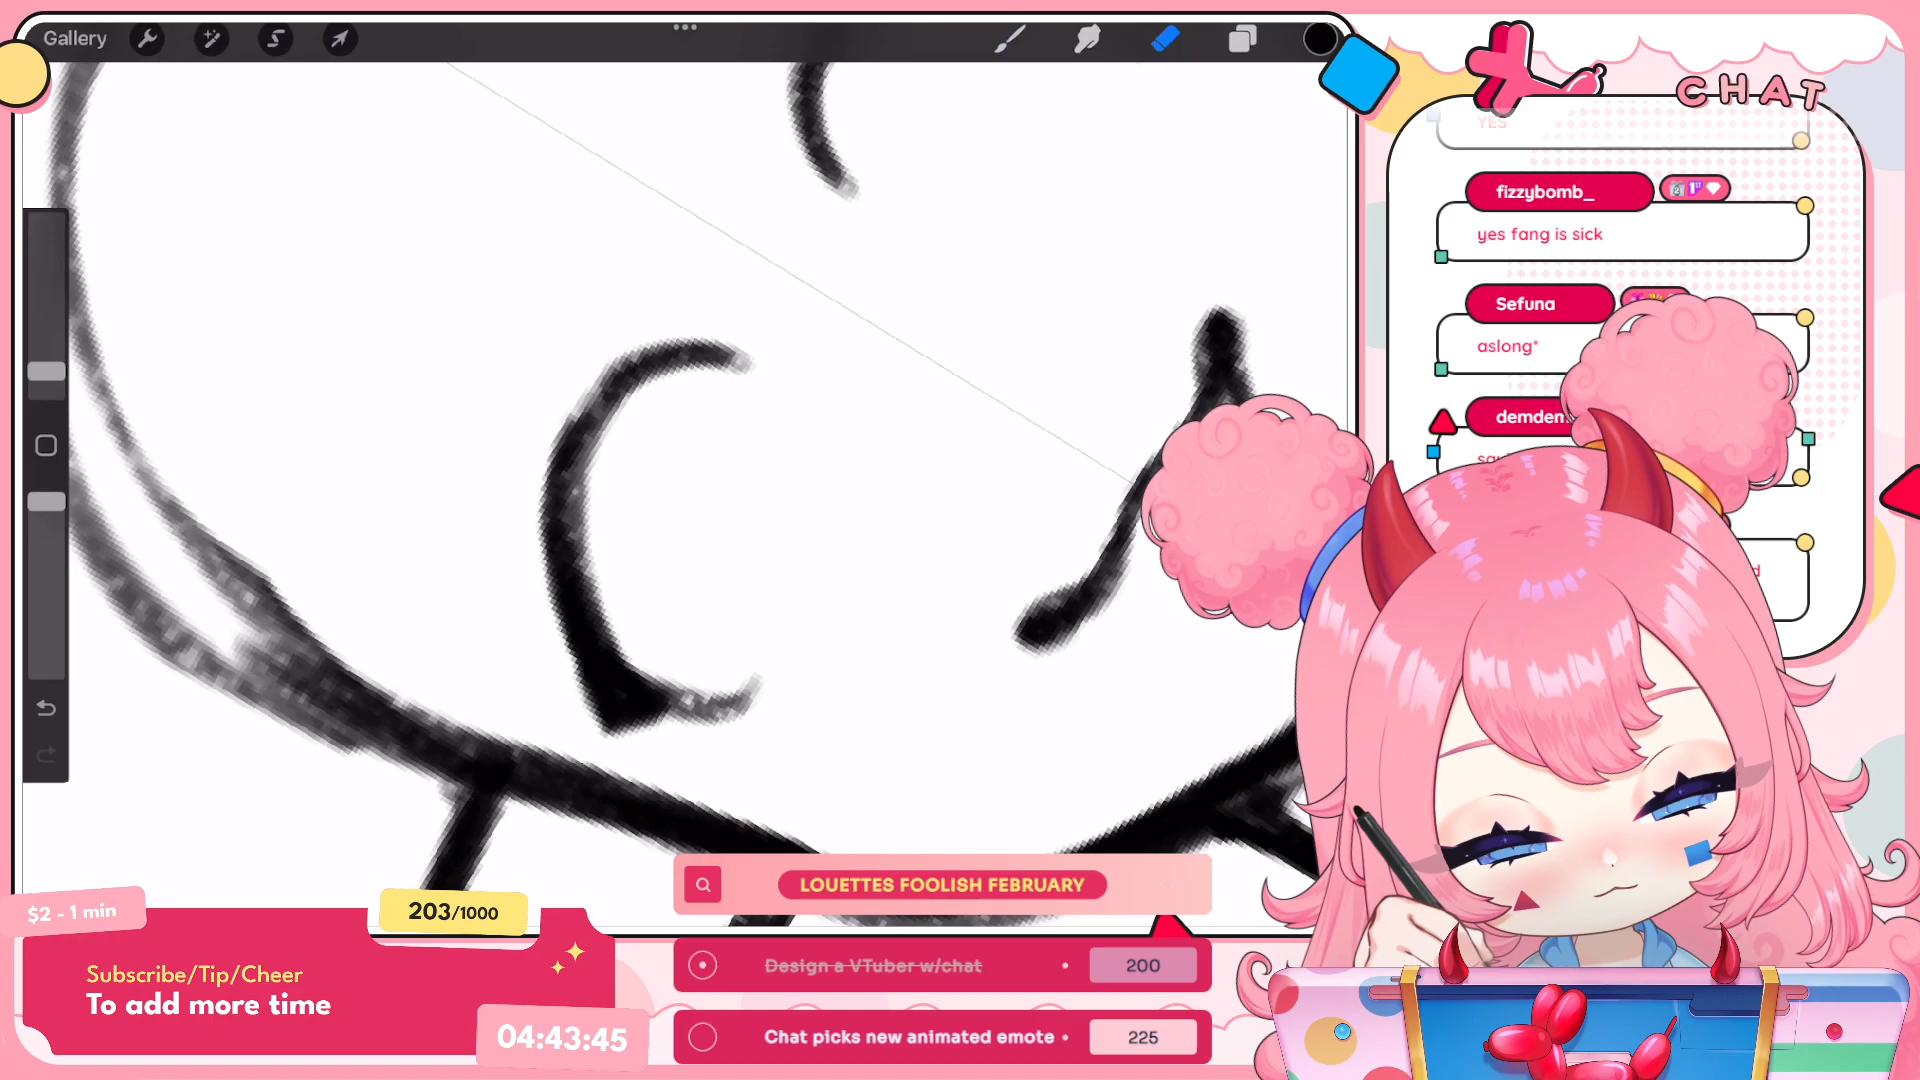 Gallery
CHAT
YES
fizzybomb_
yes fang is sick
Sefuna
aslong*
demden
LOUETTES FOOLISH FEBRUARY
$2 - 1 min
203/1000
Subscribe/Tip/Cheer
To add more time
04:43:45
Design a VTuber w/chat • 200
Chat picks new animated emote • 225